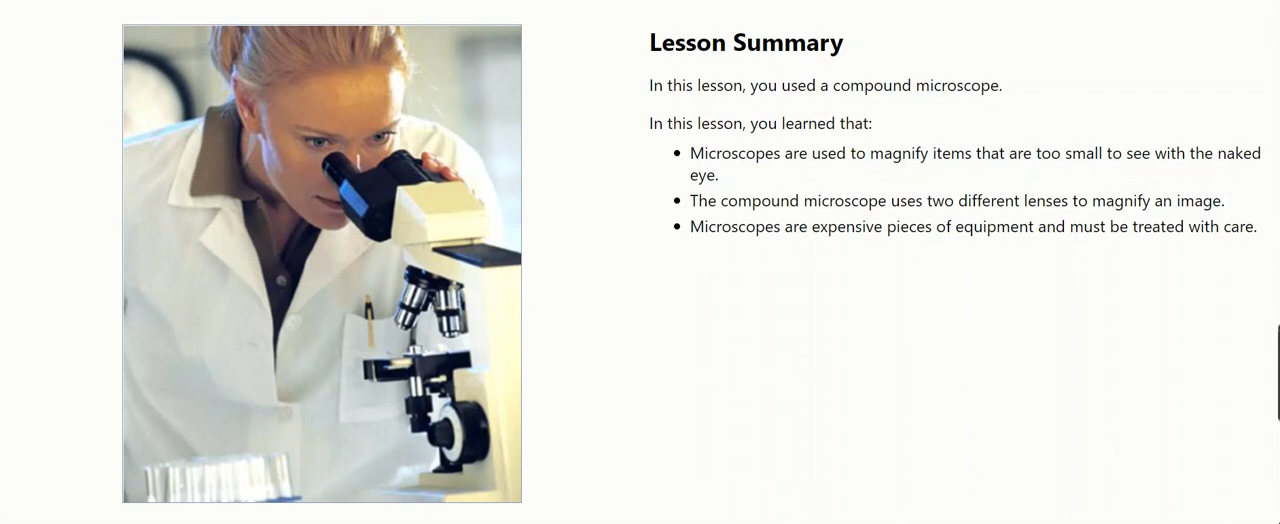 Lesson Summary
In this lesson, you used a compound microscope.
In this lesson, you learned that:
• Microscopes are used to magnify items that are too small to see with the naked
eye.
• The compound microscope uses two different lenses to magnify an image.
• Microscopes are expensive pieces of equipment and must be treated with care.